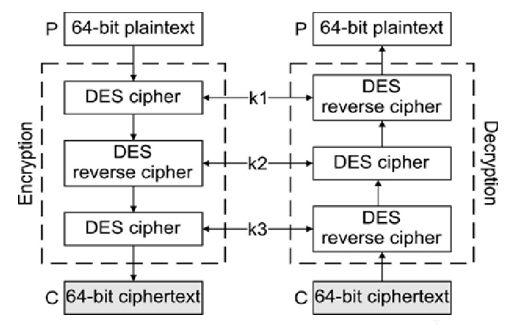 P 64-bit plaintext
P 64-bit plaintext
Encryption
DES cipher
k1
DES
reverse cipher
DES
reverse cipher
k2
DES cipher
DES cipher
k3
DES
reverse cipher
Decryption
C 64-bit ciphertext
C 64-bit ciphertext